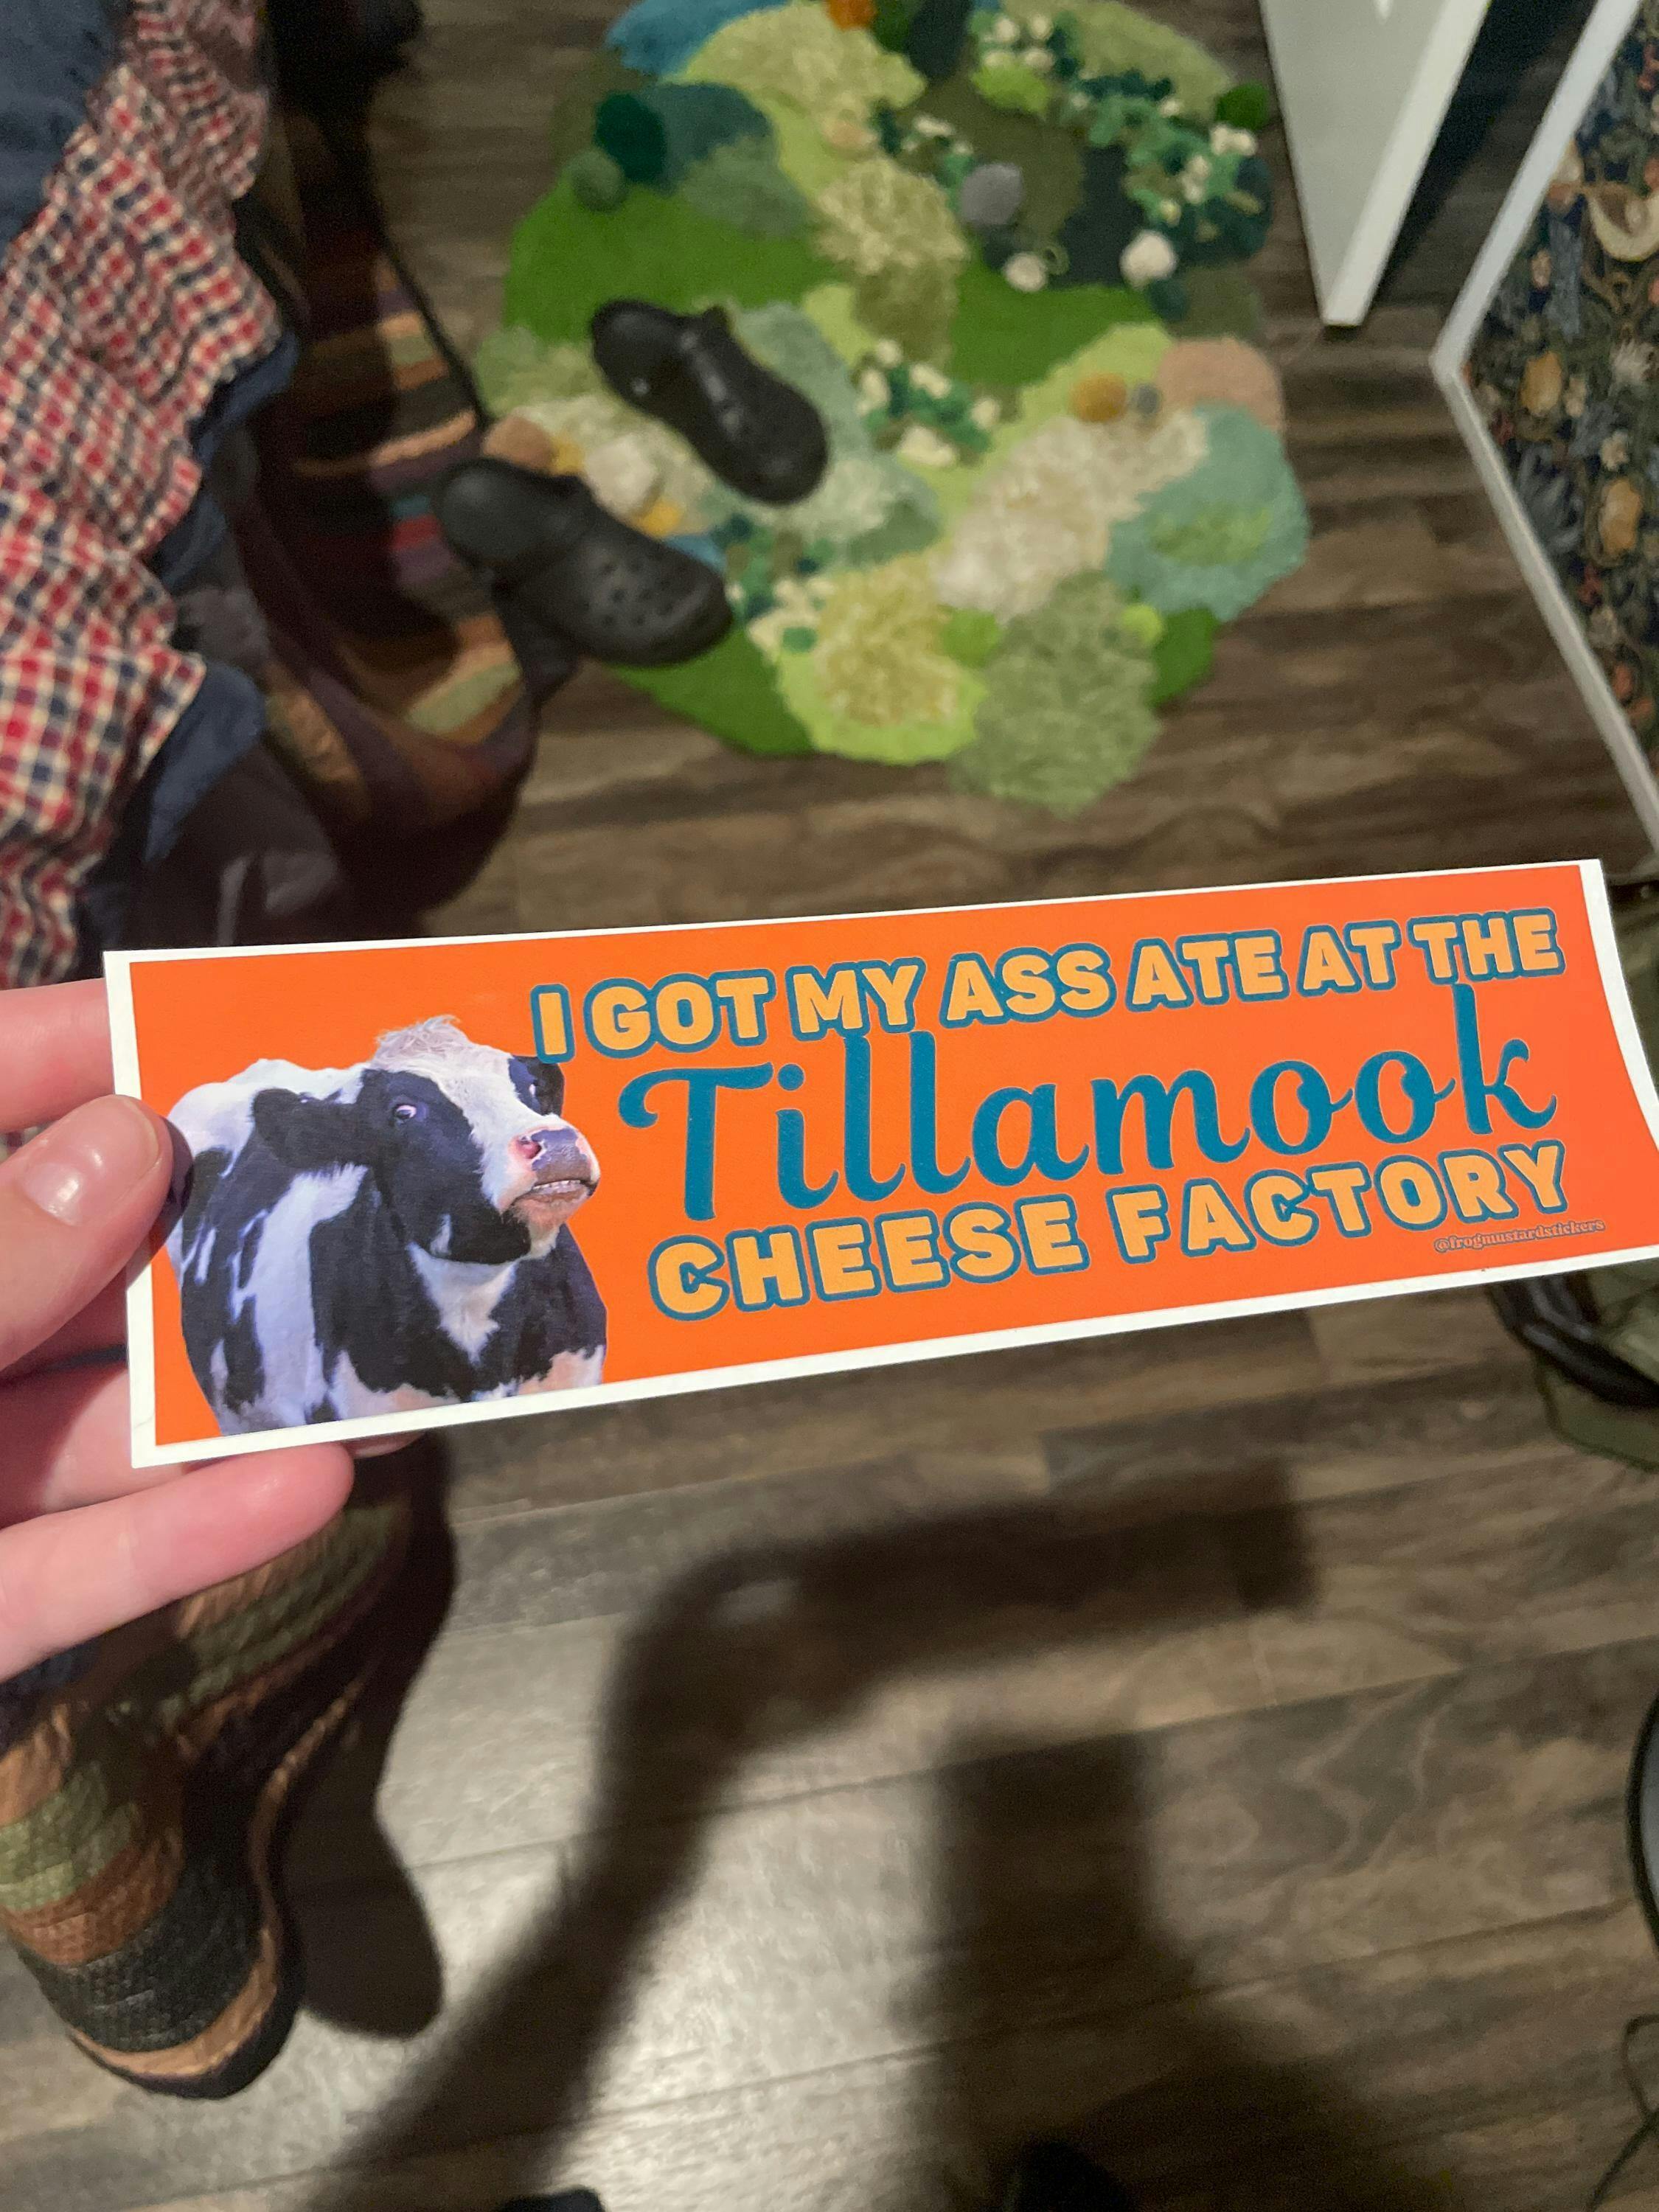 I GOT MY ASS ATE AT THE
Tillamook
CHEESE FACTORY
@frogmustardstickers